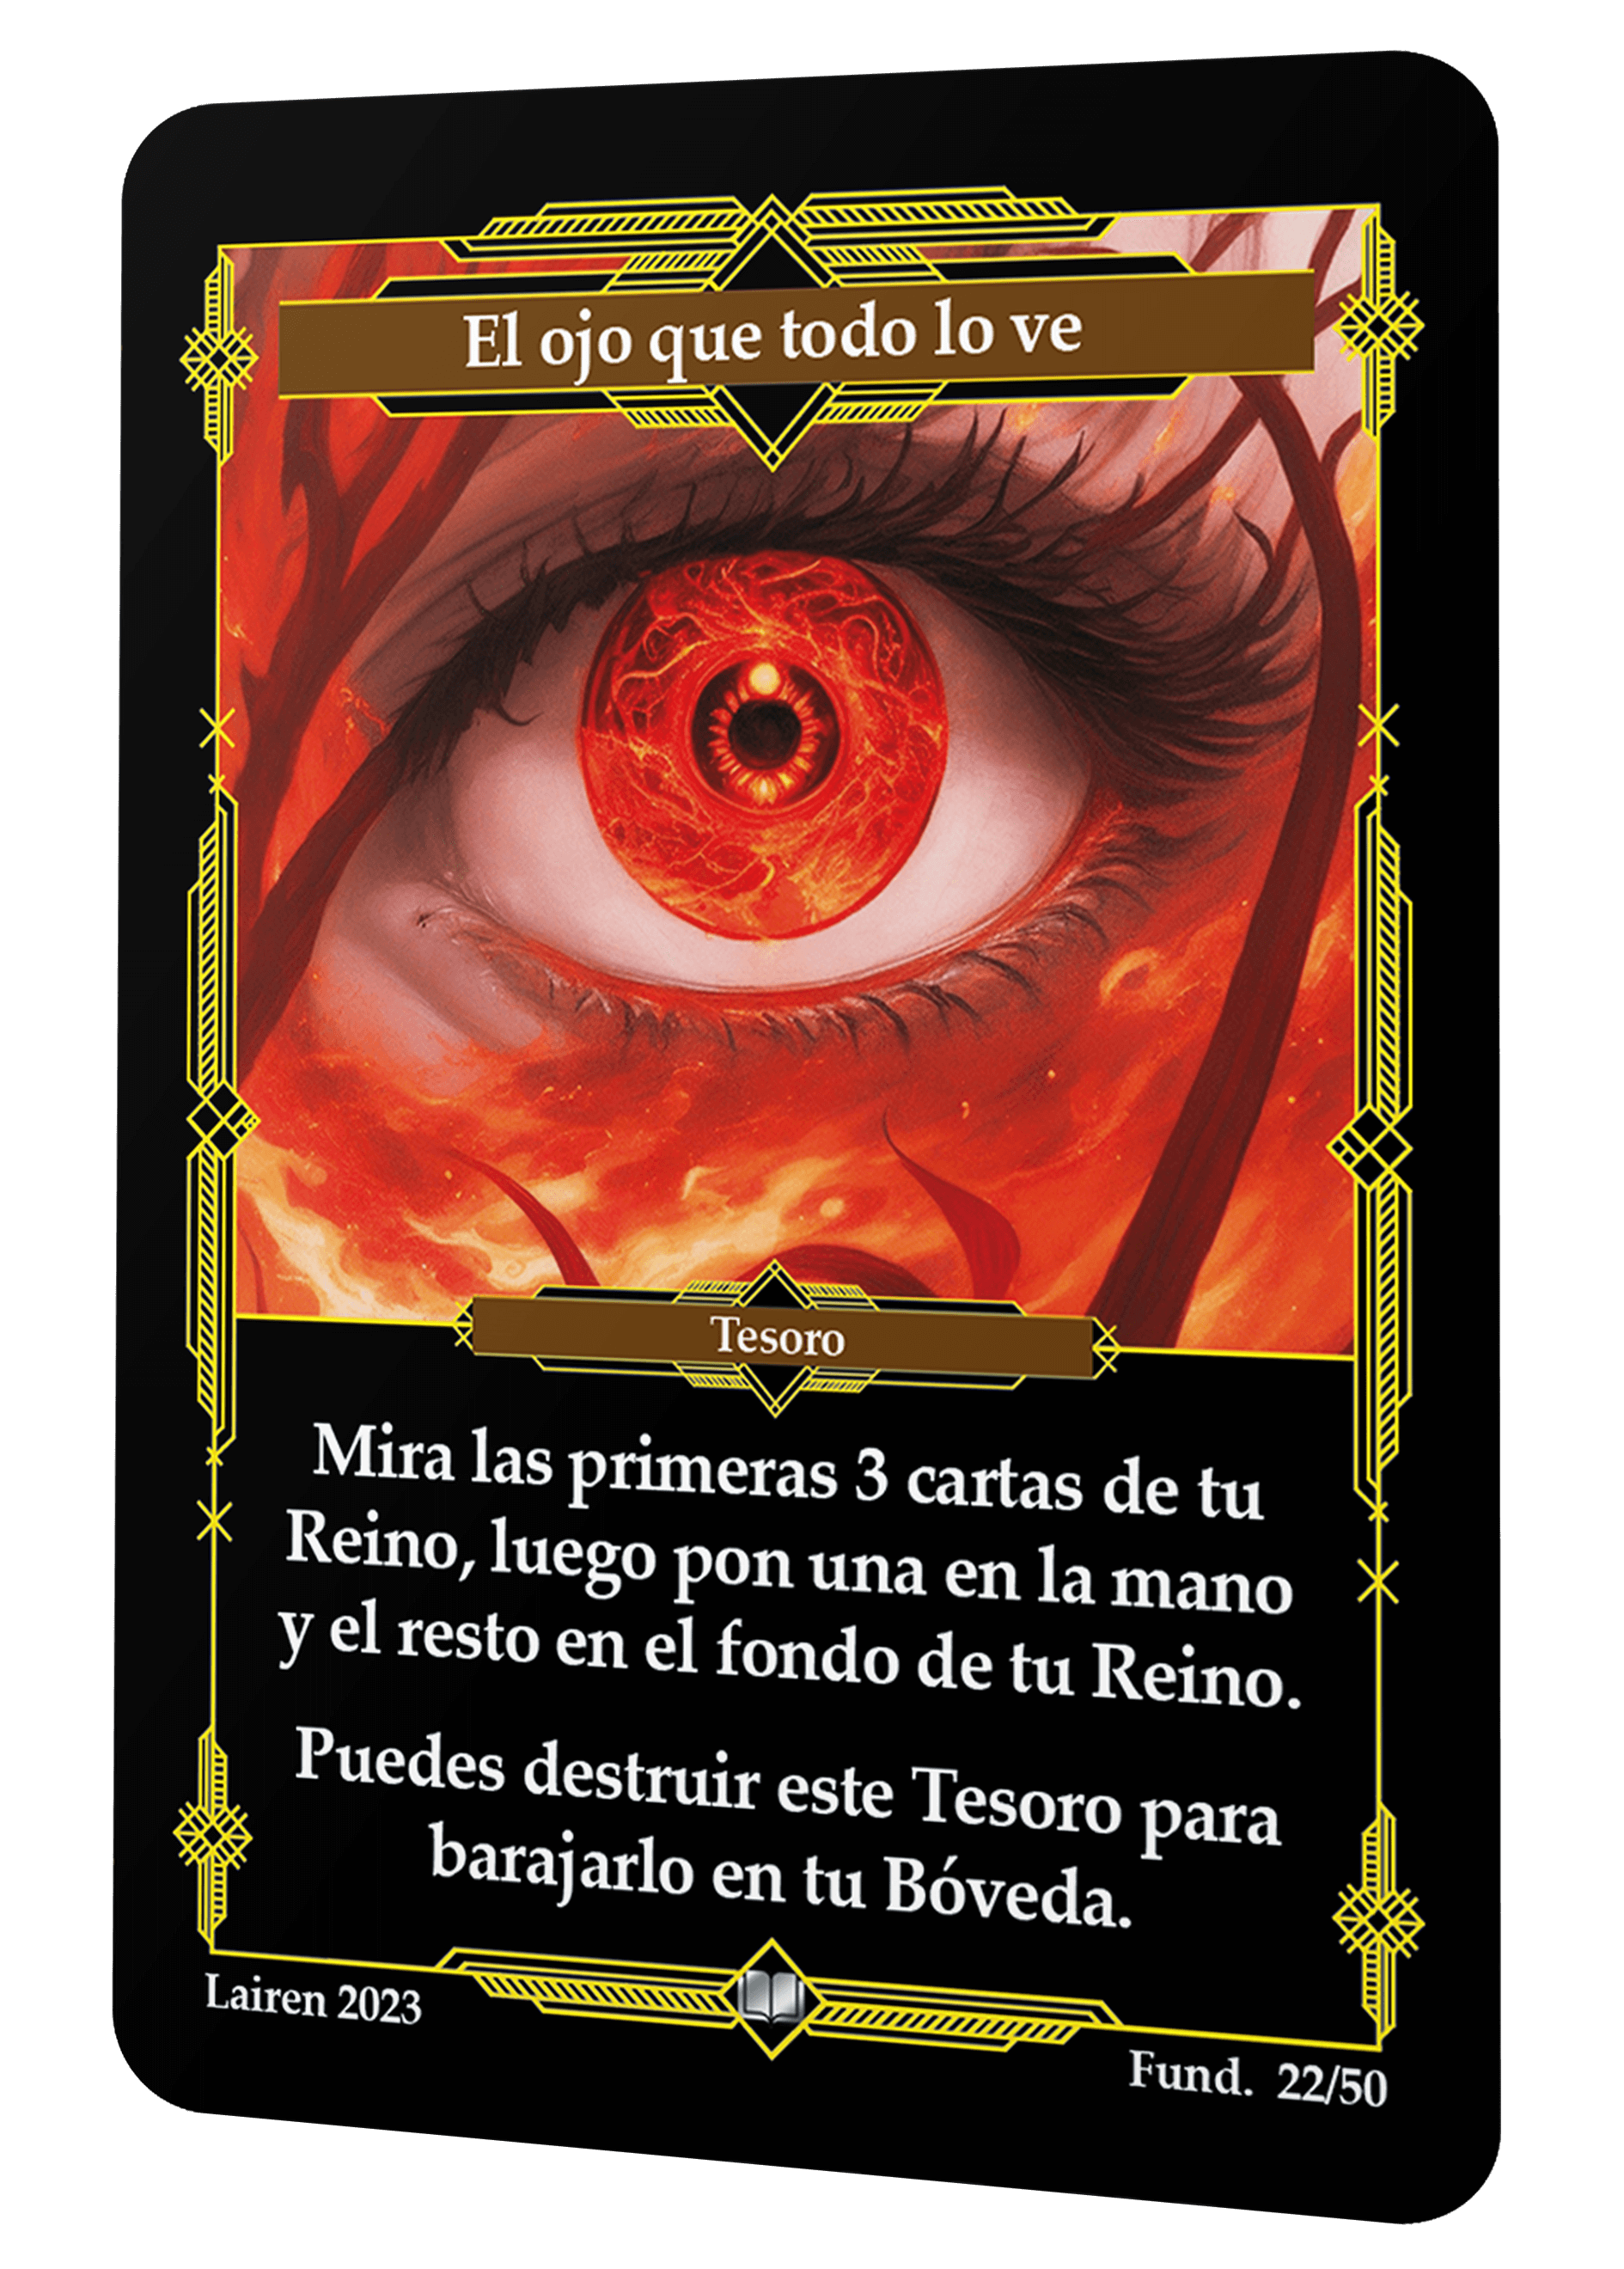 El ojo que todo lo ve
Tesoro
Mira las primeras 3 cartas de tu
Reino, luego pon una en la mano
y el resto en el fondo de tu Reino.
Puedes destruir este Tesoro para
barajarlo en tu Bóveda.
Lairen 2023
Fund. 22/50